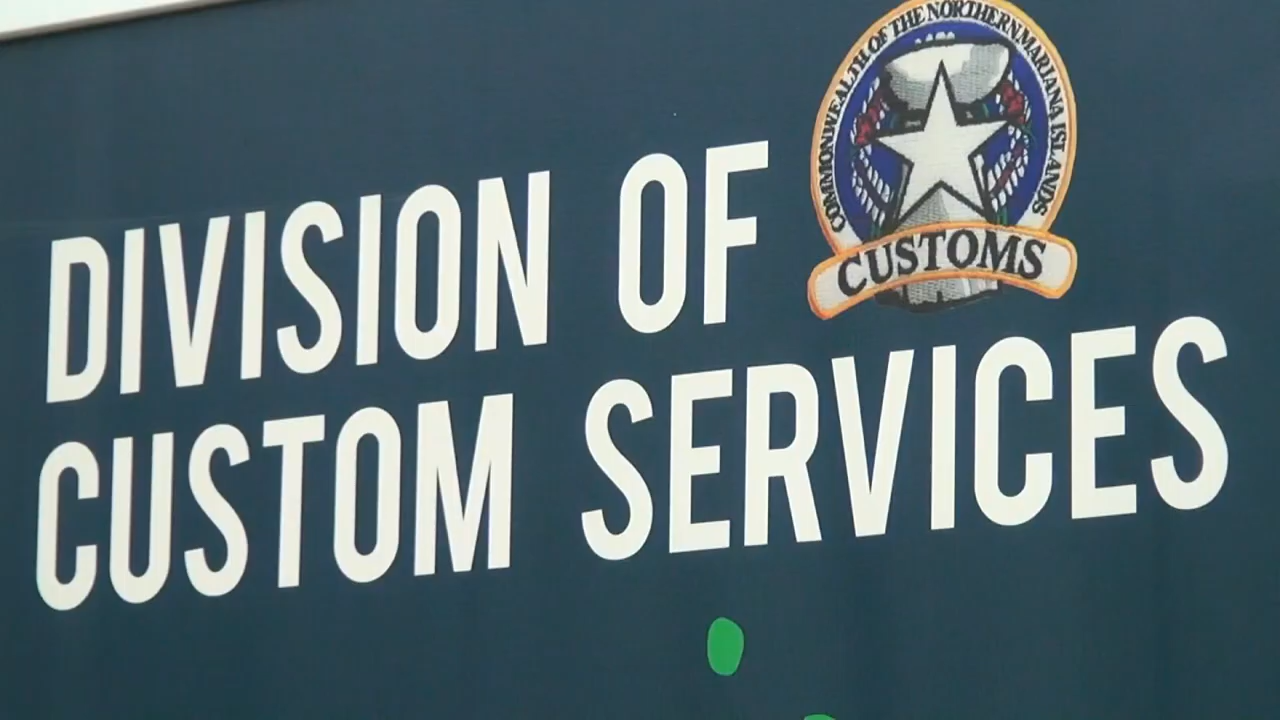 COMMONWEALTH OF THE NORTHERN MARIANA ISLANDS
CUSTOMS
DIVISION OF
CUSTOM SERVICES